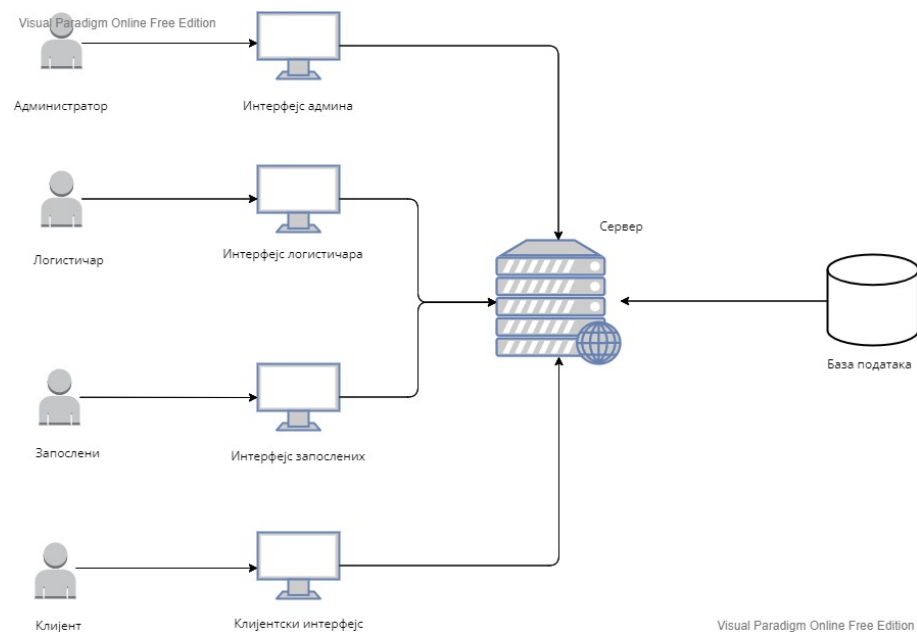 Visual Paradigm Online Free Edition
Администратор
Интерфејс админа
Логистичар
Интерфејс логистичара
Сервер
База података
Запослени
Интерфејс запослених
Клијент
Клијентски интерфејс
Visual Paradigm Online Free Edition